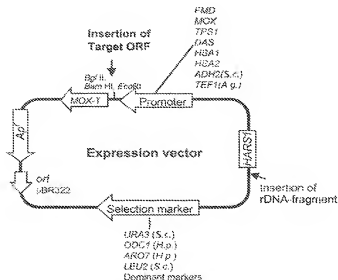 FMD
MOX
TPS1
DAS
HSA1
HSA2
ADH2(S.c.)
TEF1(A g.)
Insertion of
Target ORF
Bgl II.
Bam HI, EcoRI
MOX-T
Promoter
Ap
r
HARS1
Expression vector
ori
pBR322
Insertion of
rDNA-fragment
Selection marker
URA3 (S.c.)
ODC1 (H.p.)
ARO7 (H.p.)
LEU2 (S.c.)
Dominant markers